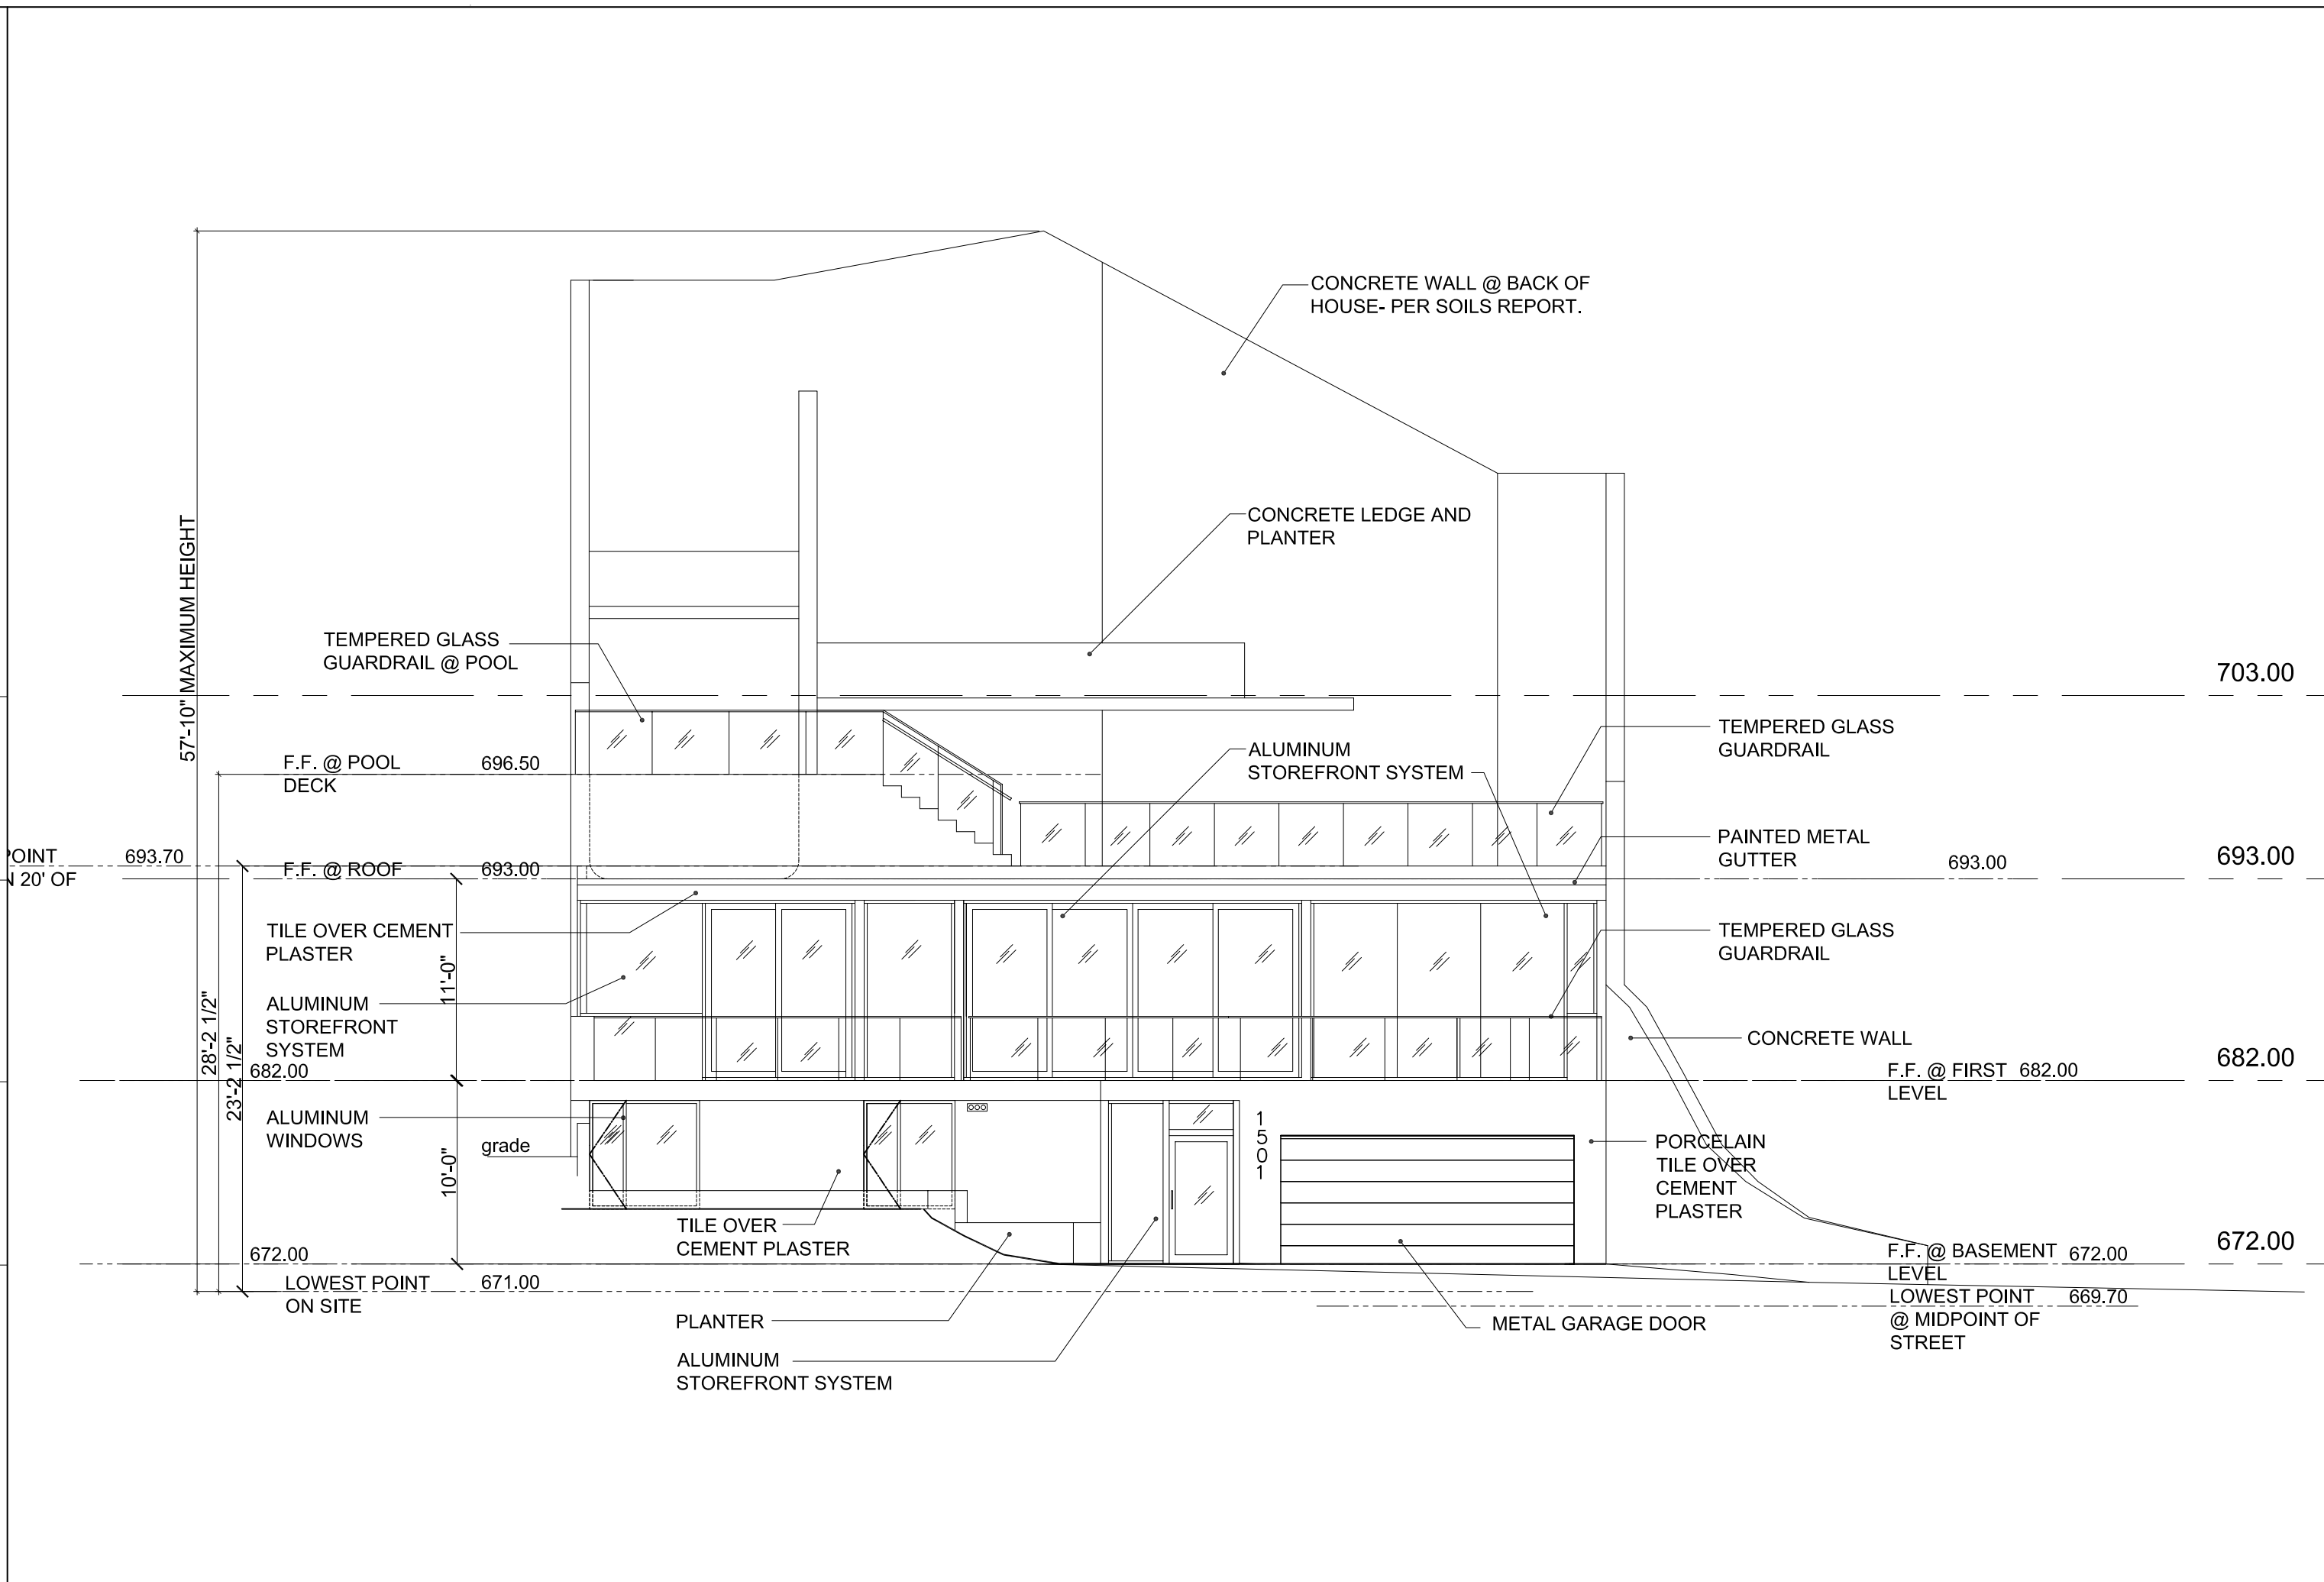 CONCRETE WALL @ BACK OF
HOUSE- PER SOILS REPORT.
CONCRETE LEDGE AND
PLANTER
57'-10" MAXIMUM HEIGHT
TEMPERED GLASS
GUARDRAIL @ POOL
703.00
TEMPERED GLASS
GUARDRAIL
ALUMINUM
STOREFRONT SYSTEM
F.F. @ POOL
DECK
696.50
PAINTED METAL
GUTTER
OINT
20' OF
693.70
F.F. @ ROOF
693.00
693.00
693.00
TILE OVER CEMENT
PLASTER
11'-0"
TEMPERED GLASS
GUARDRAIL
ALUMINUM
STOREFRONT
SYSTEM
28'-2 1/2"
23'-2 1/2"
CONCRETE WALL
682.00
F.F. @ FIRST 682.00
LEVEL
682.00
ALUMINUM
WINDOWS
1
5
0
1
grade
10'-0"
PORCELAIN
TILE OVER
CEMENT
PLASTER
TILE OVER
CEMENT PLASTER
672.00
F.F. @ BASEMENT 672.00
LEVEL
672.00
LOWEST POINT
ON SITE
671.00
LOWEST POINT
@ MIDPOINT OF
STREET
669.70
PLANTER
METAL GARAGE DOOR
ALUMINUM
STOREFRONT SYSTEM